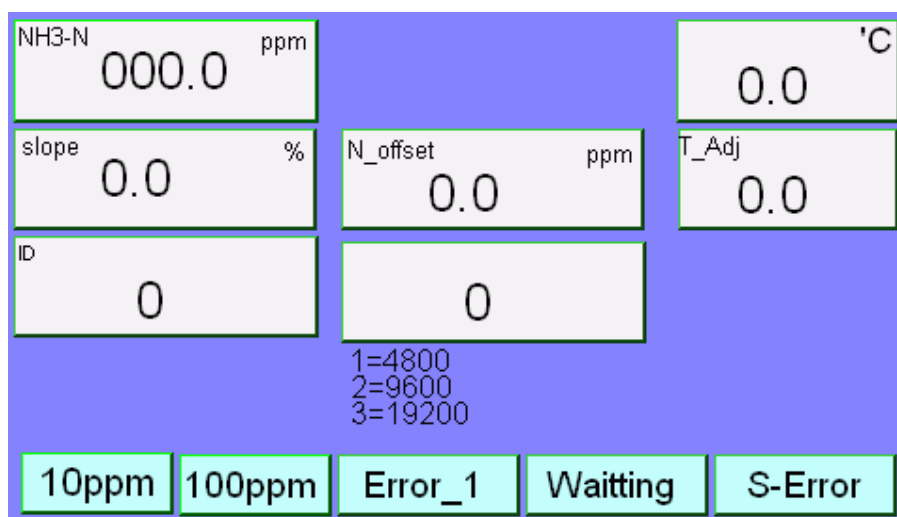 NH3-N ppm 'C
000.0 0.0
slope % N_offset ppm T_Adj
0.0 0.0 0.0
ID
0 0
1=4800
2=9600
3=19200
10ppm 100ppm Error_1 Waitting S-Error